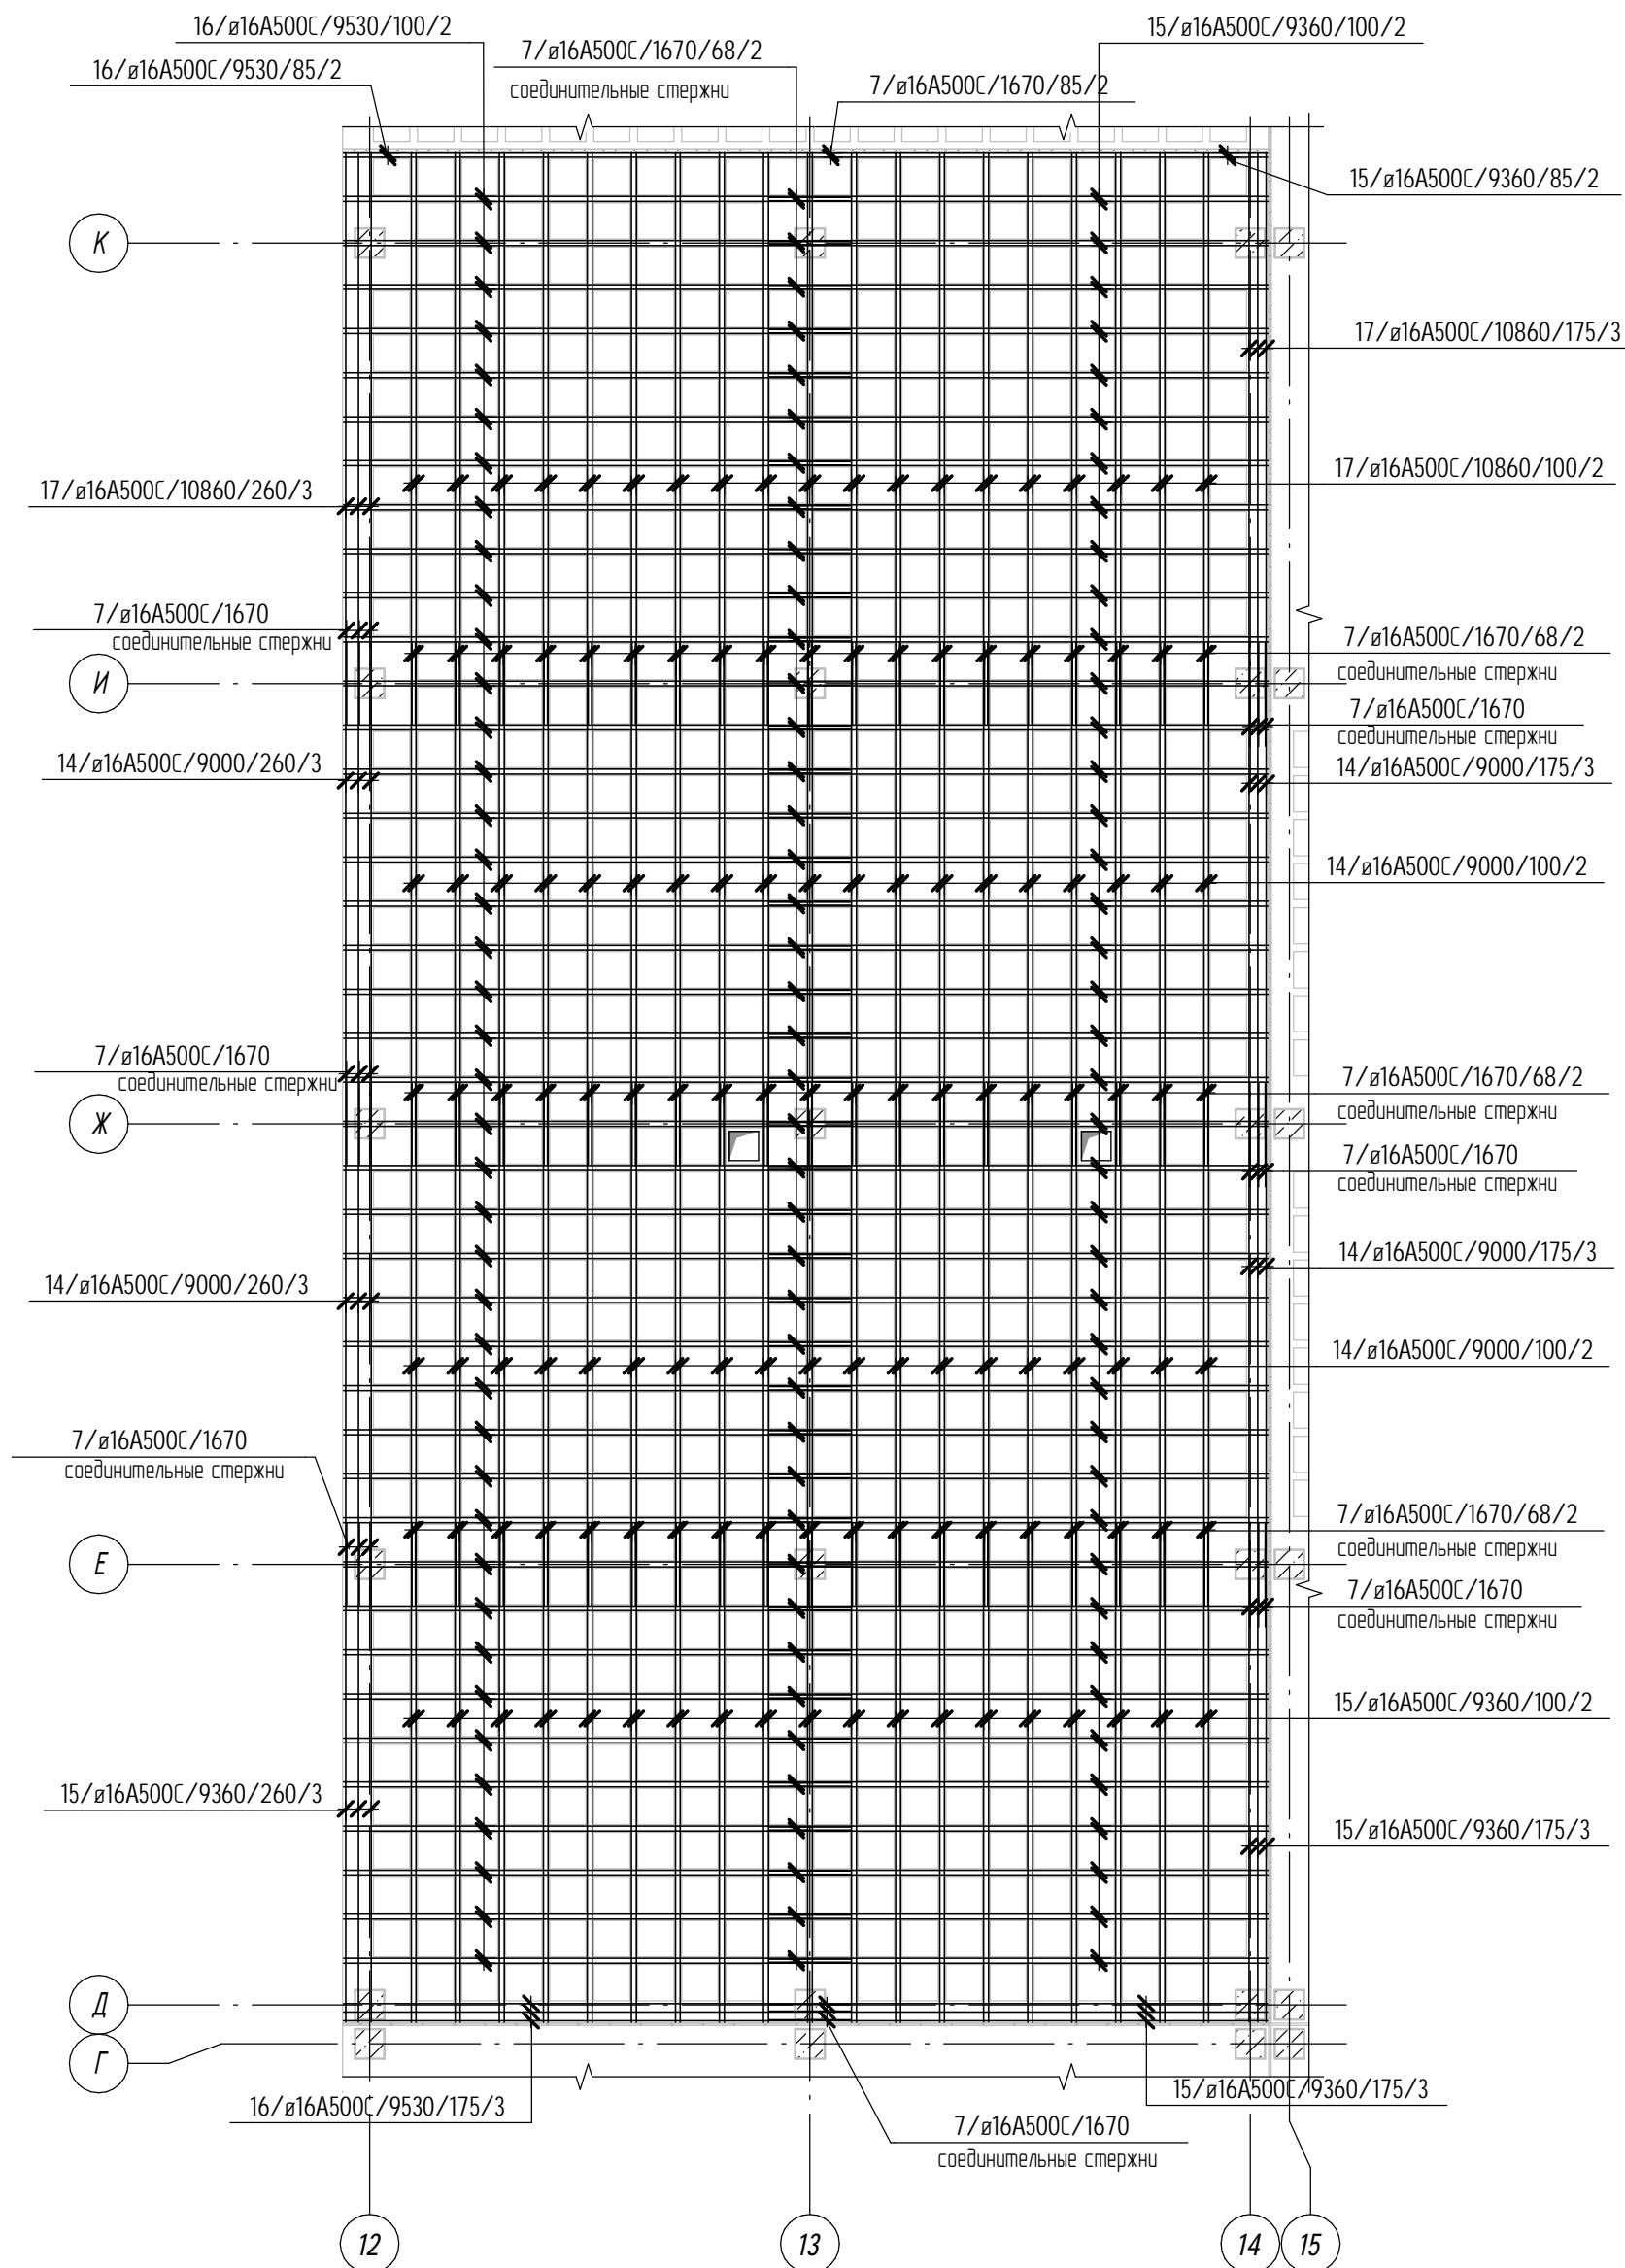 16/ø16А500С/9530/100/2
15/ø16А500С/9360/100/2
7/ø16А500С/1670/68/2
соединительные стержни
16/ø16А500С/9530/85/2
7/ø16А500С/1670/85/2
15/ø16А500С/9360/85/2
К
17/ø16А500С/10860/175/3
17/ø16А500С/10860/100/2
17/ø16А500С/10860/260/3
7/ø16А500С/1670
соединительные стержни
7/ø16А500С/1670/68/2
соединительные стержни
И
7/ø16А500С/1670
соединительные стержни
14/ø16А500С/9000/260/3
14/ø16А500С/9000/175/3
14/ø16А500С/9000/100/2
7/ø16А500С/1670
соединительные стержни
7/ø16А500С/1670/68/2
соединительные стержни
Ж
7/ø16А500С/1670
соединительные стержни
14/ø16А500С/9000/175/3
14/ø16А500С/9000/260/3
14/ø16А500С/9000/100/2
7/ø16А500С/1670
соединительные стержни
7/ø16А500С/1670/68/2
соединительные стержни
Е
7/ø16А500С/1670
соединительные стержни
15/ø16А500С/9360/100/2
15/ø16А500С/9360/260/3
15/ø16А500С/9360/175/3
Д
Г
16/ø16А500С/9530/175/3
15/ø16А500С/9360/175/3
7/ø16А500С/1670
соединительные стержни
12
13
14
15